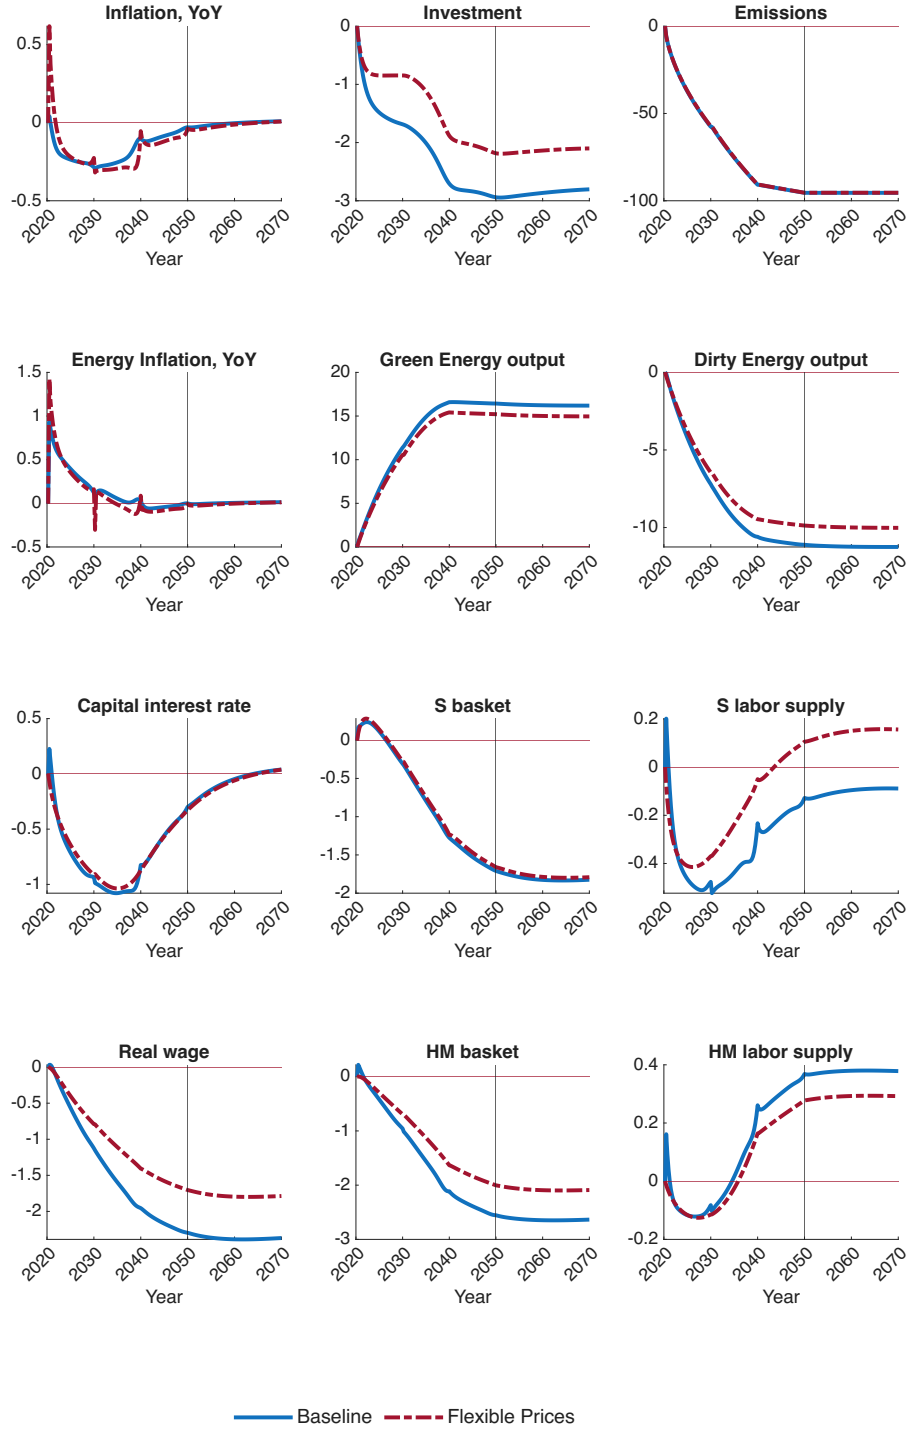 Inflation, YoY
0.5
0
-0.5
2020 2030 2040 2050 2060 2070
Year
Investment
0
-1
-2
-3
2020 2030 2040 2050 2060 2070
Year
Emissions
0
-50
-100
2020 2030 2040 2050 2060 2070
Year
Energy Inflation, YoY
1.5
1
0.5
0
-0.5
2020 2030 2040 2050 2060 2070
Year
Green Energy output
20
15
10
5
0
2020 2030 2040 2050 2060 2070
Year
Dirty Energy output
0
-5
-10
2020 2030 2040 2050 2060 2070
Year
Capital interest rate
0.5
0
-0.5
-1
2020 2030 2040 2050 2060 2070
Year
S basket
0
-0.5
-1
-1.5
-2
2020 2030 2040 2050 2060 2070
Year
S labor supply
0.2
0
-0.2
-0.4
2020 2030 2040 2050 2060 2070
Year
Real wage
0
-0.5
-1
-1.5
-2
2020 2030 2040 2050 2060 2070
Year
HM basket
0
-1
-2
-3
2020 2030 2040 2050 2060 2070
Year
HM labor supply
0.4
0.2
0
-0.2
2020 2030 2040 2050 2060 2070
Year
Baseline Flexible Prices